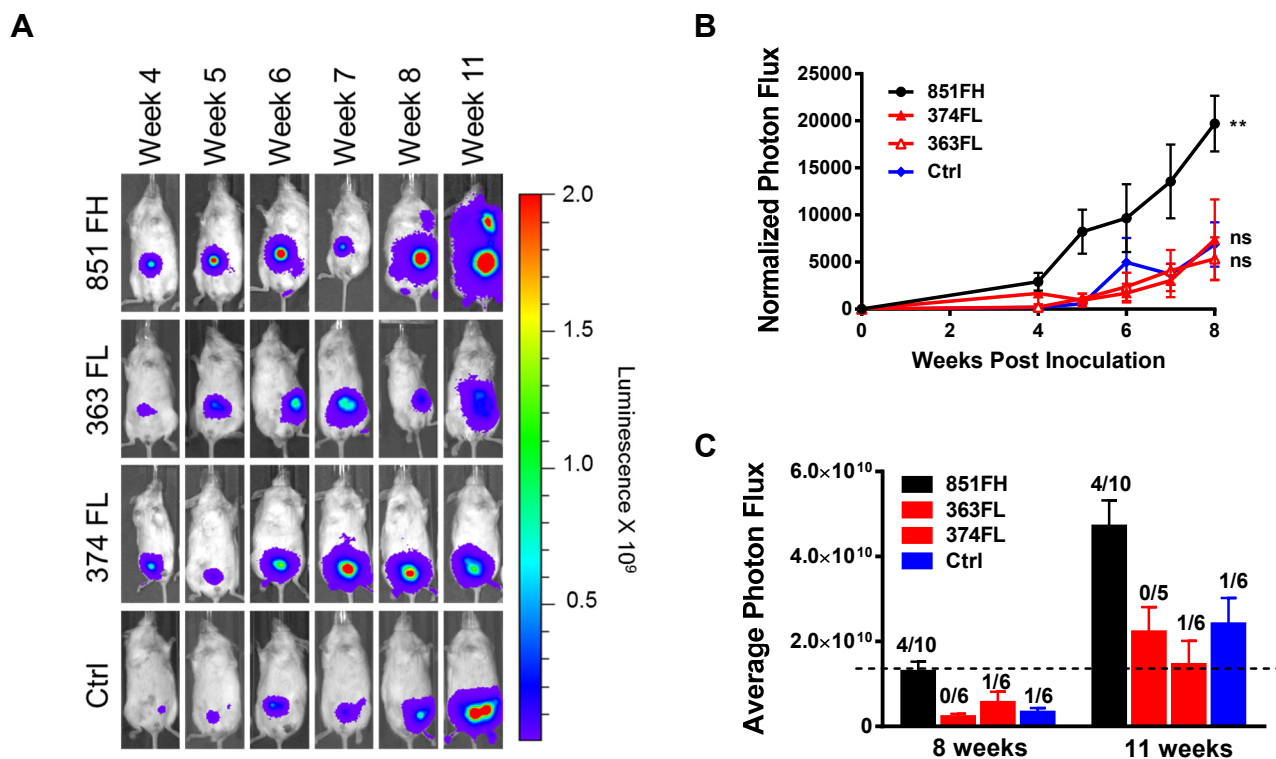 A
Week 4
Week 5
Week 6
Week 7
Week 8
Week 11
851 FH
363 FL
374 FL
Ctrl
2.0
1.5
1.0
0.5
Luminescence X 10⁹
B
Normalized Photon Flux
25000
20000
15000
10000
5000
0
851FH
374FL
363FL
Ctrl
**
ns
ns
0
2
4
6
8
Weeks Post Inoculation
C
Average Photon Flux
6.0×10¹⁰
4.0×10¹⁰
2.0×10¹⁰
0
851FH
363FL
374FL
Ctrl
4/10
0/6
1/6
1/6
4/10
0/5
1/6
1/6
8 weeks
11 weeks